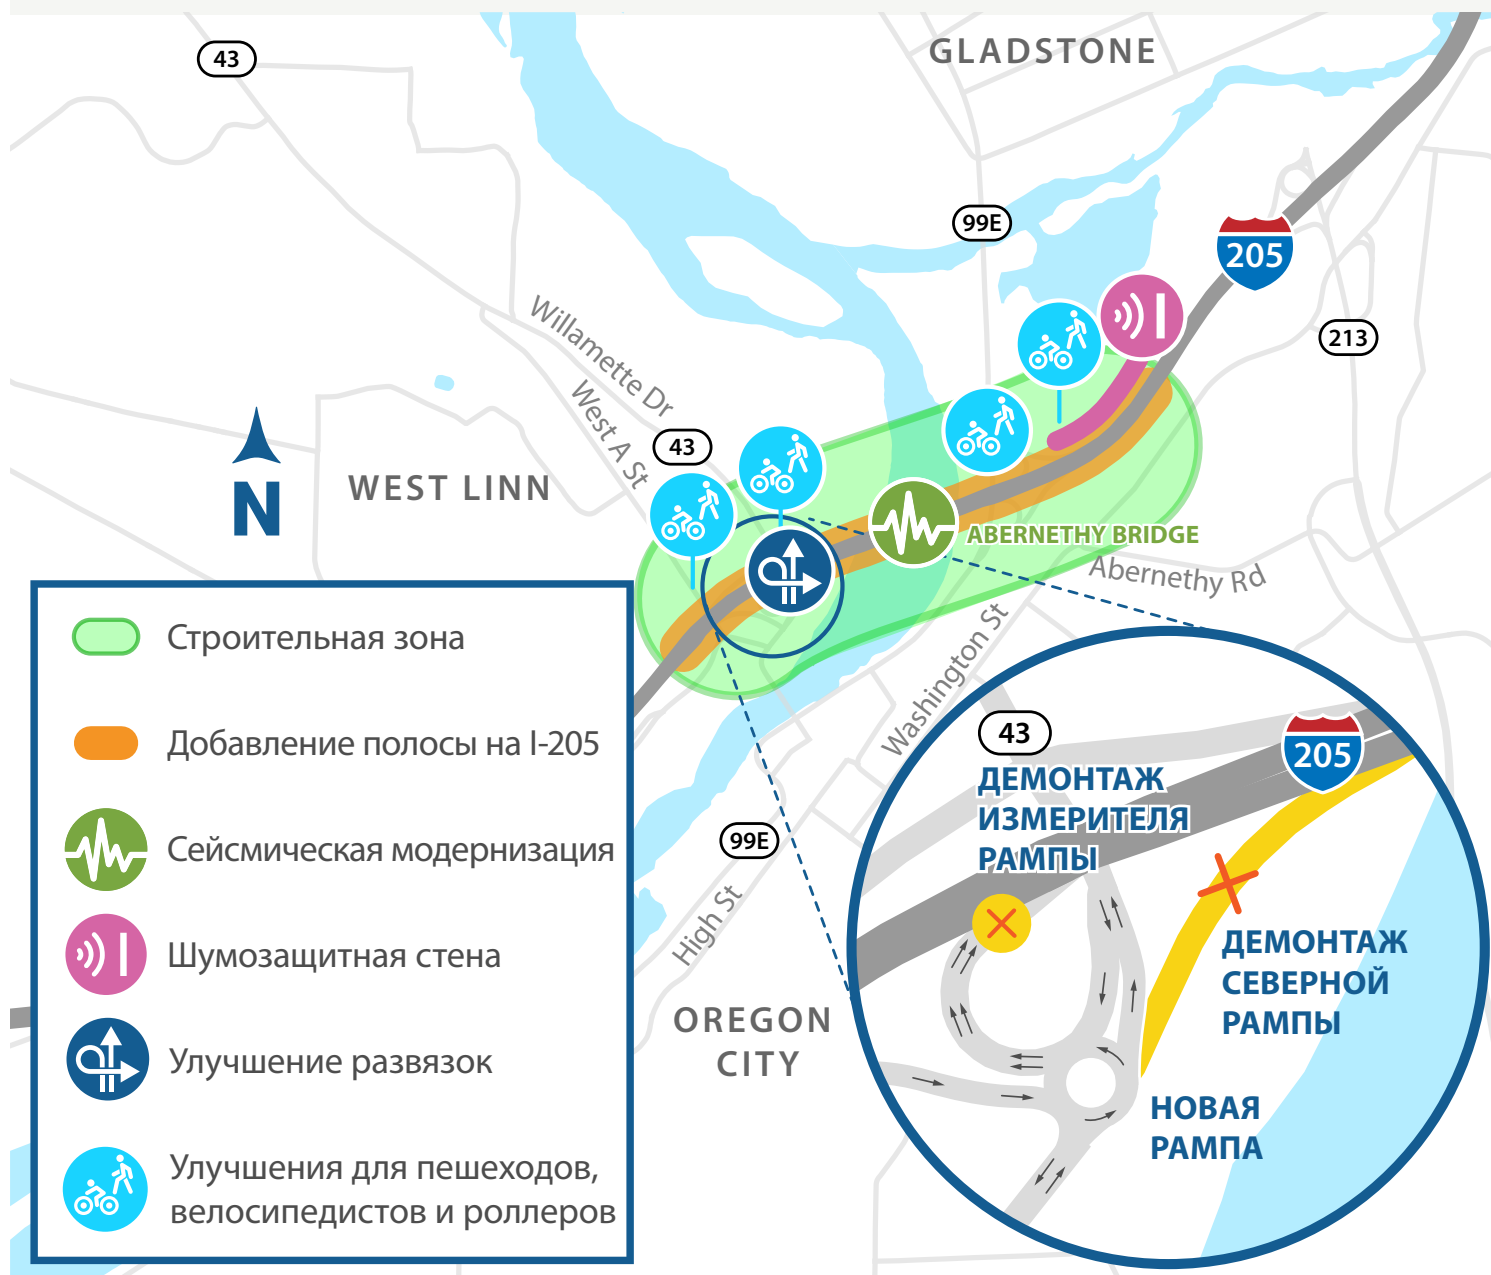 43
GLADSTONE
99E
205
213
Willamette Dr
West A St
43
WEST LINN
N
ABERNETHY BRIDGE
Abernethy Rd
Washington St
99E
High St
OREGON
CITY
Строительная зона
Добавление полосы на I-205
Сейсмическая модернизация
Шумозащитная стена
Улучшение развязок
Улучшения для пешеходов,
велосипедистов и роллеров
43
205
ДЕМОНТАЖ
ИЗМЕРИТЕЛЯ
РАМПЫ
ДЕМОНТАЖ
СЕВЕРНОЙ
РАМПЫ
НОВАЯ
РАМПА